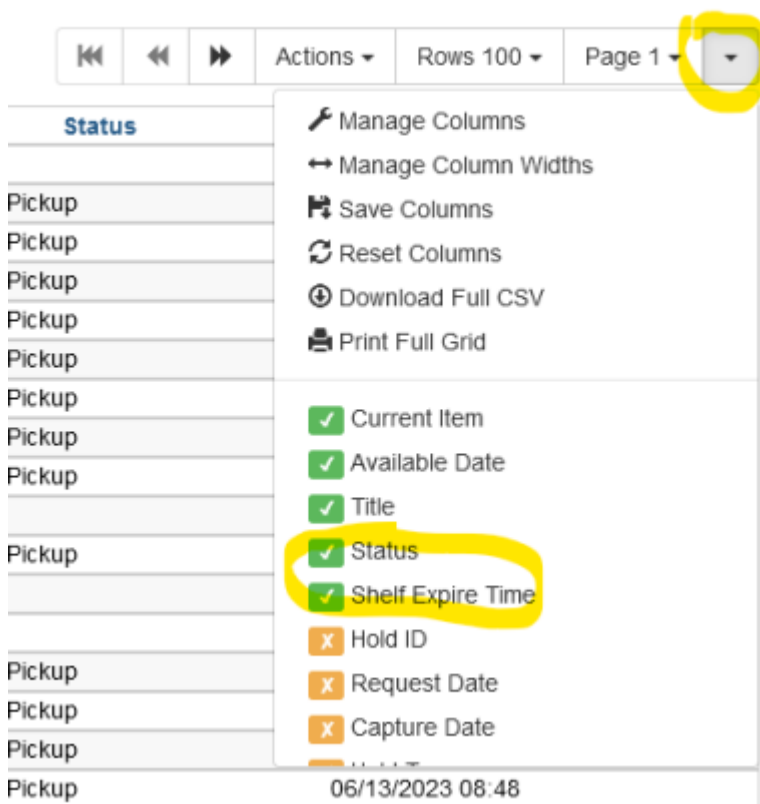 Actions Rows 100 Page 1
Status
Manage Columns
Manage Column Widths
Pickup
Save Columns
Pickup
Reset Columns
Pickup
Download Full CSV
Pickup
Print Full Grid
Pickup
Pickup
Current Item
Pickup
Available Date
Pickup
Title
Status
Pickup
Shelf Expire Time
Hold ID
Pickup
Request Date
Pickup
Capture Date
Pickup
Pickup 06/13/2023 08:48